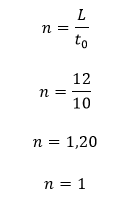 n = L / t₀
n = 12 / 10
n = 1,20
n = 1